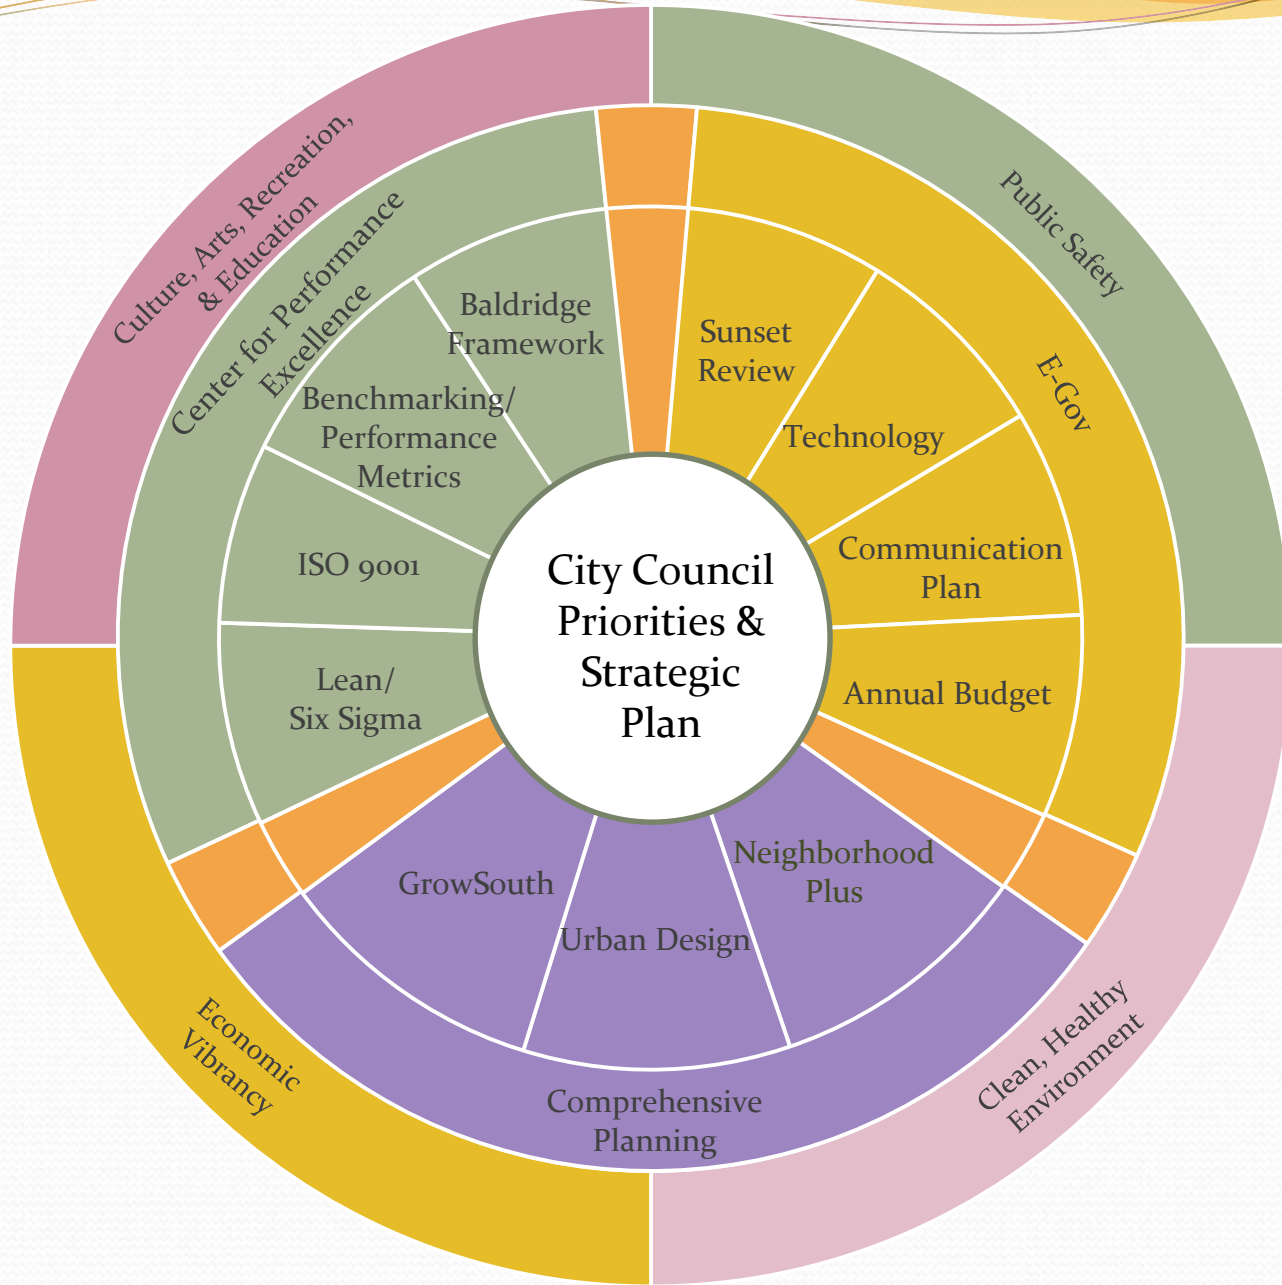 Culture, Arts, Recreation,
& Education
Public Safety
Center for Performance
Excellence
E-Gov
Baldridge
Framework
Sunset
Review
Benchmarking/
Performance
Metrics
Technology
ISO 9001
Communication
Plan
City Council
Priorities &
Strategic
Plan
Lean/
Six Sigma
Annual Budget
GrowSouth
Urban Design
Neighborhood
Plus
Economic
Vibrancy
Clean, Healthy
Environment
Comprehensive
Planning